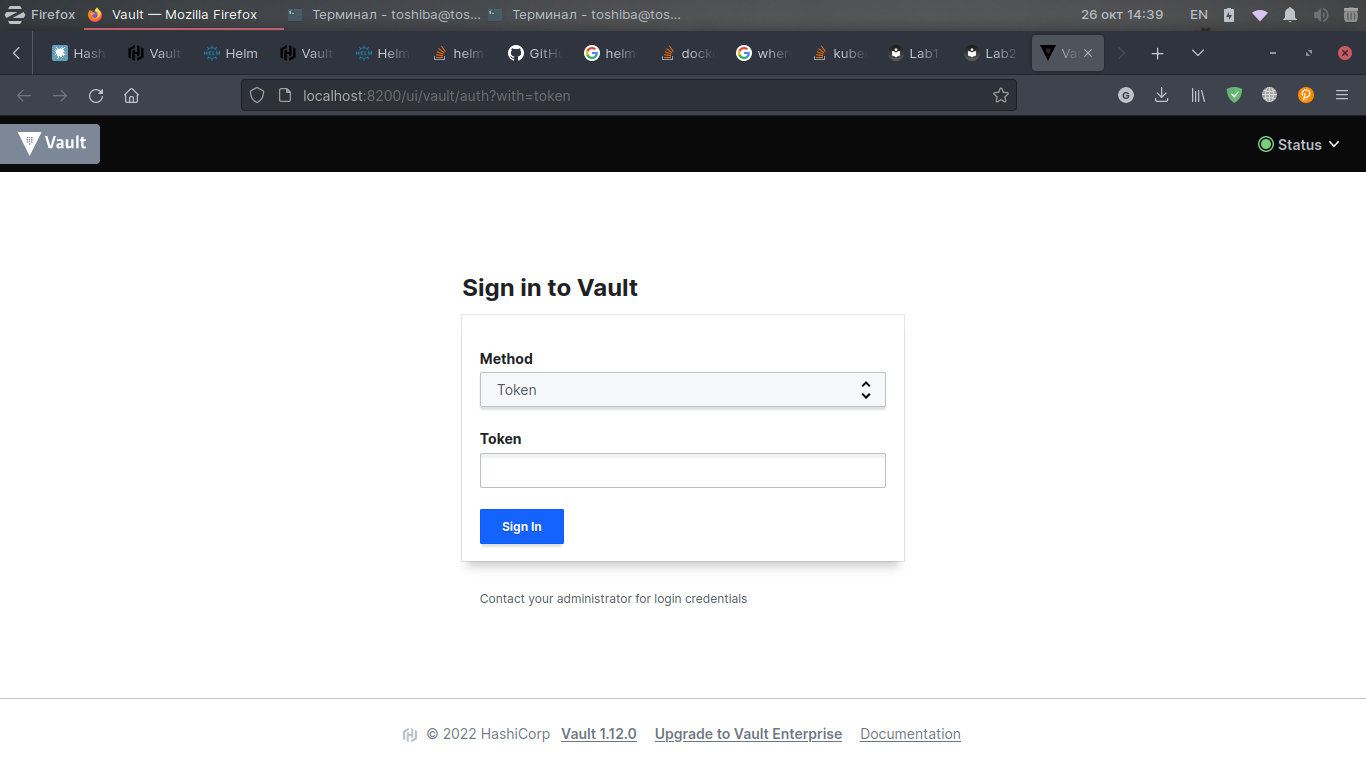 Firefox Vault — Mozilla Firefox Терминал - toshiba@tos... Терминал - toshiba@tos... 26 окт 14:39 EN
Hash Vault Helm Vault Helm helm GitHu helm dock wher kube Lab1 Lab2 Va
localhost:8200/ui/vault/auth?with=token G
Vault Status
Sign in to Vault
Method
Token
Token
Sign In
Contact your administrator for login credentials
© 2022 HashiCorp Vault 1.12.0 Upgrade to Vault Enterprise Documentation